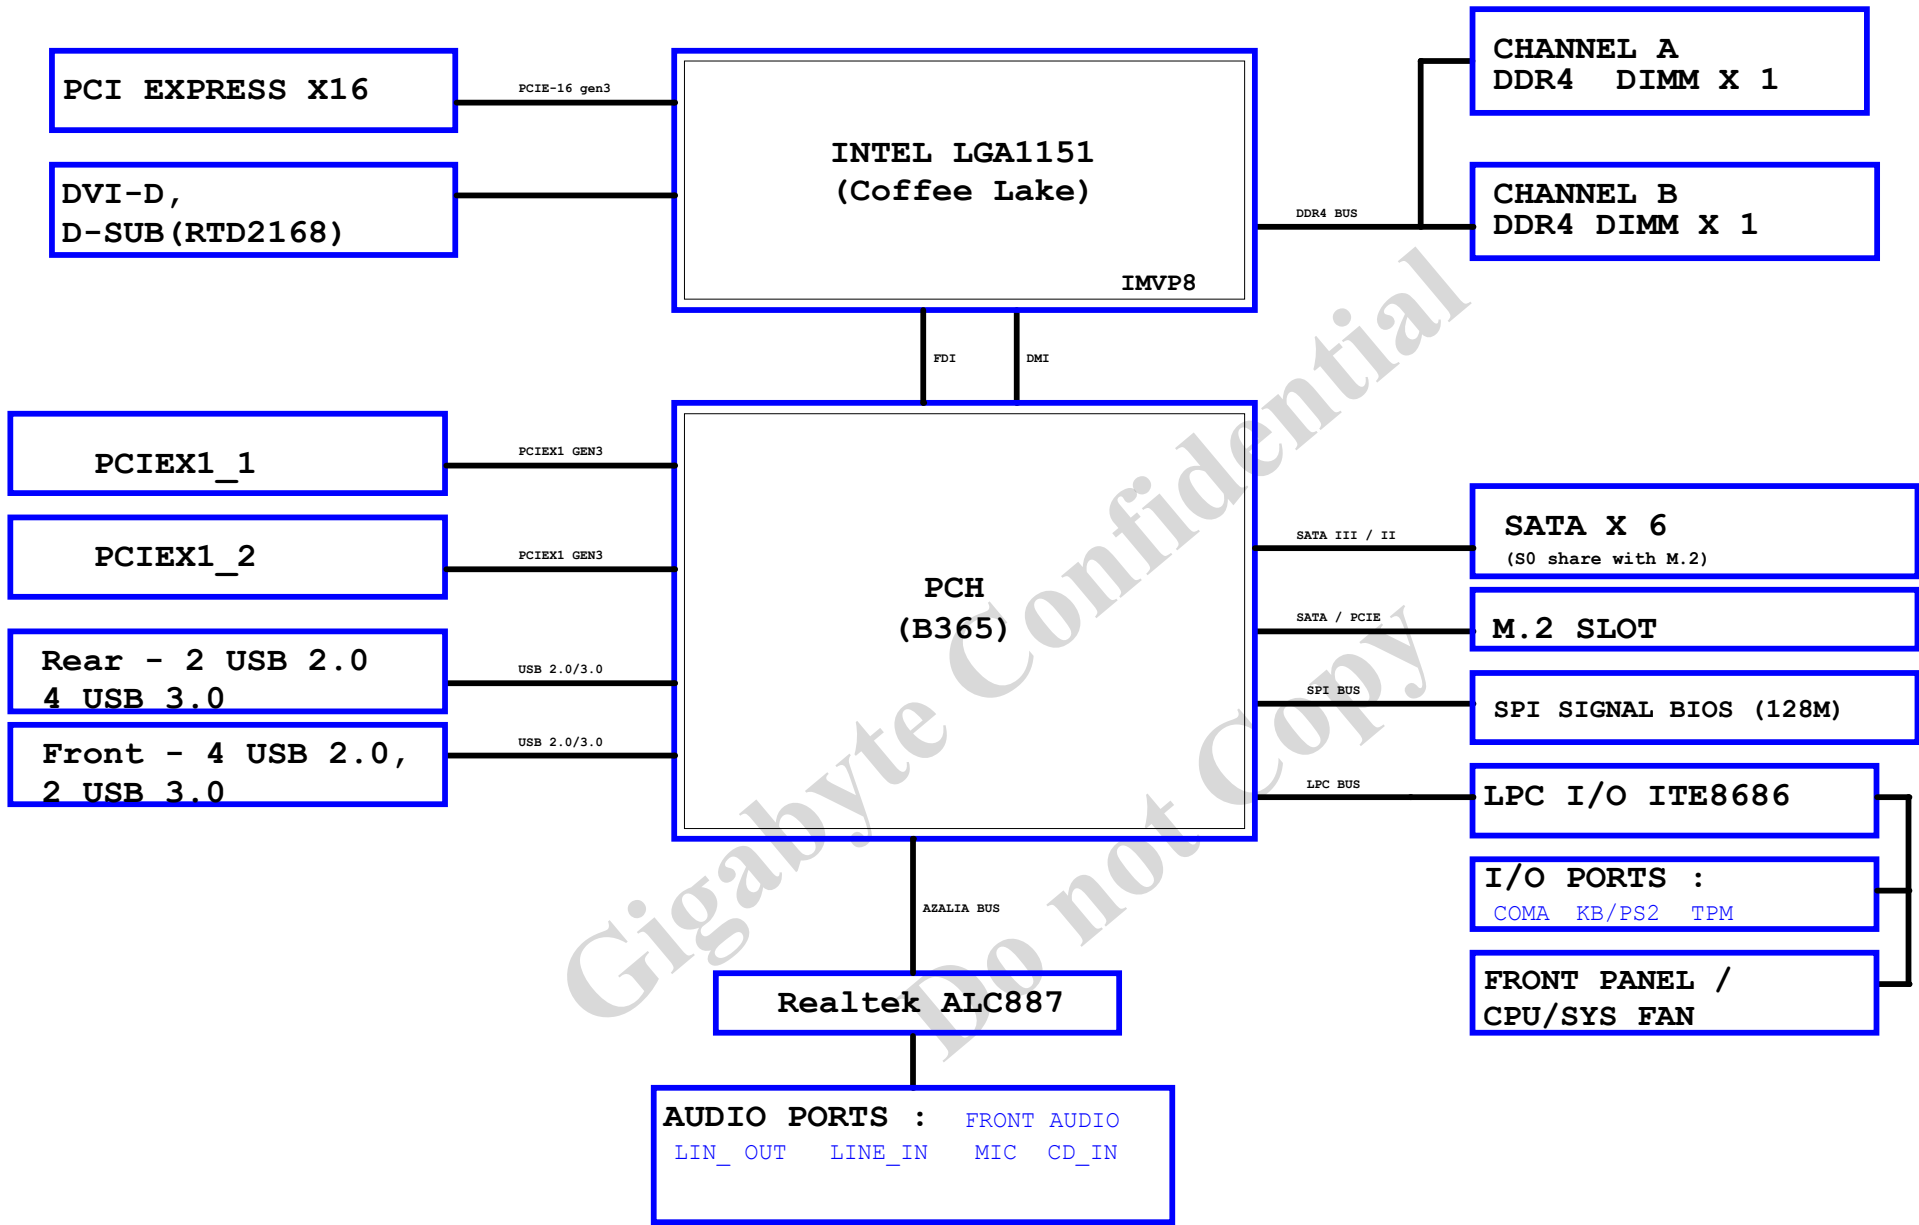 PCI EXPRESS X16
PCIE-16 gen3
DVI-D,
D-SUB(RTD2168)
INTEL LGA1151
(Coffee Lake)
IMVP8
CHANNEL A
DDR4 DIMM X 1
DDR4 BUS
CHANNEL B
DDR4 DIMM X 1
FDI
DMI
PCIEX1_1
PCIEX1 GEN3
PCIEX1_2
PCIEX1 GEN3
Rear - 2 USB 2.0
4 USB 3.0
USB 2.0/3.0
Front - 4 USB 2.0,
2 USB 3.0
USB 2.0/3.0
PCH
(B365)
SATA III / II
SATA X 6
(S0 share with M.2)
SATA / PCIE
M.2 SLOT
SPI BUS
SPI SIGNAL BIOS (128M)
LPC BUS
LPC I/O ITE8686
I/O PORTS :
COMA KB/PS2 TPM
FRONT PANEL /
CPU/SYS FAN
AZALIA BUS
Realtek ALC887
AUDIO PORTS : FRONT AUDIO
LIN_ OUT LINE_IN MIC CD_IN
Gigabyte Confidential
Do not Copy